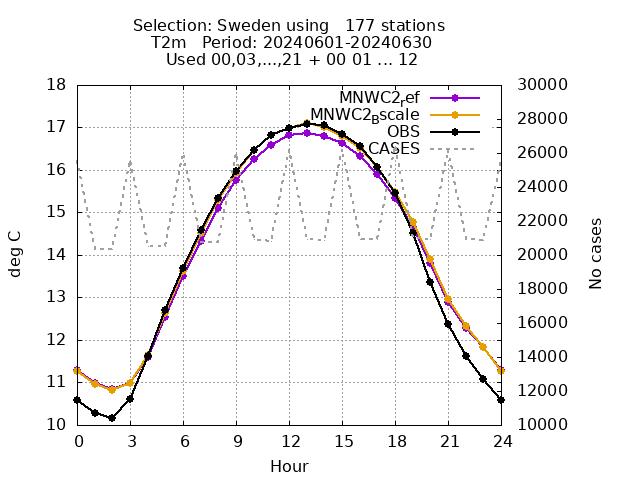 Selection: Sweden using   177 stations
T2m   Period: 20240601-20240630
Used 00,03,...,21 + 00 01 ... 12
18
17
16
15
14
13
12
11
10
deg C
30000
28000
26000
24000
22000
20000
18000
16000
14000
12000
10000
No cases
MNWC2_ref
MNWC2_Bscale
OBS
CASES
0 3 6 9 12 15 18 21 24
Hour